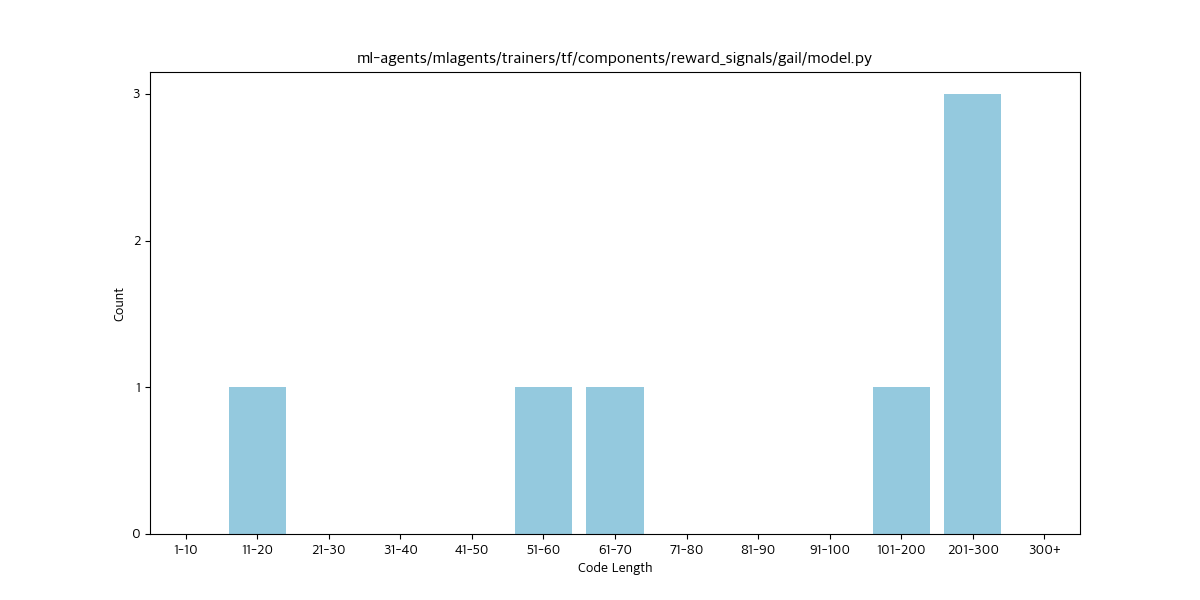 ml-agents/mlagents/trainers/tf/components/reward_signals/gail/model.py
3
2
1
0
Count
1-10 11-20 21-30 31-40 41-50 51-60 61-70 71-80 81-90 91-100 101-200 201-300 300+
Code Length